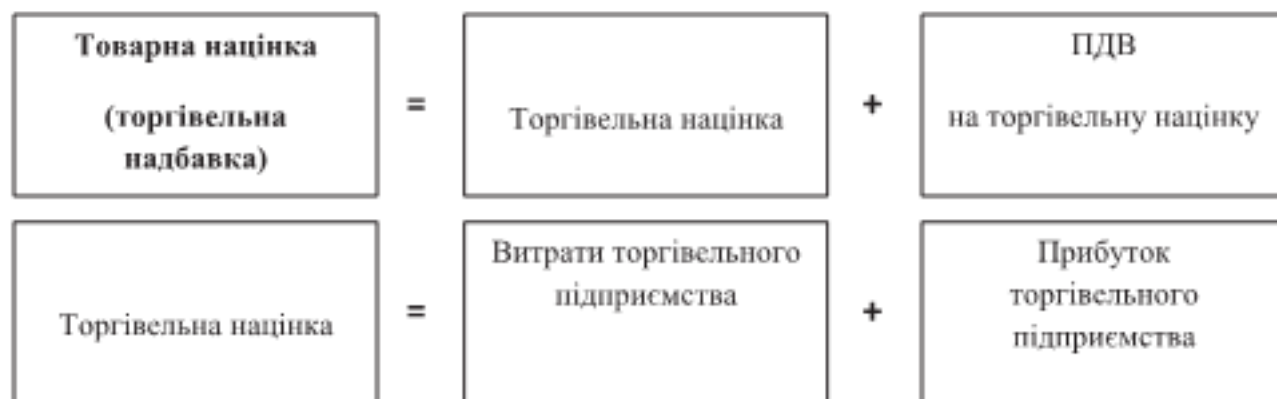 Товарна націнка
(торгівельна
надбавка)
=
Торгівельна націнка
+
ПДВ
на торгівельну націнку
Торгівельна націнка
=
Витрати торгівельного
підприємства
+
Прибуток
торгівельного
підприємства